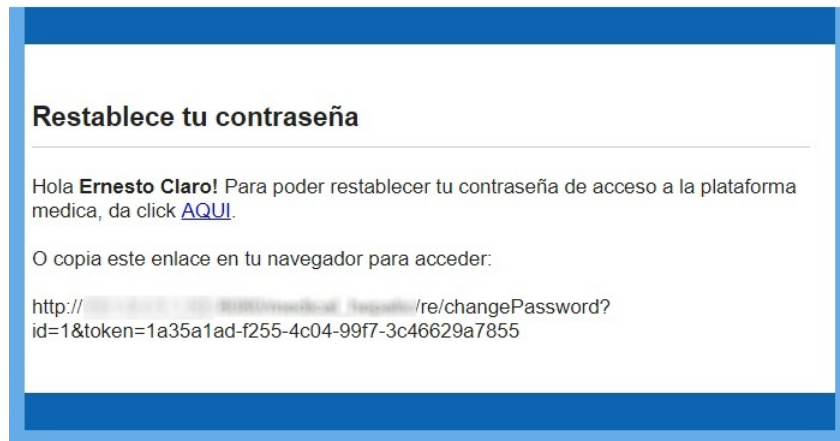 Restablece tu contraseña
Hola Ernesto Claro! Para poder restablecer tu contraseña de acceso a la plataforma
medica, da click AQUI.
O copia este enlace en tu navegador para acceder:
http:// /re/changePassword?
id=1&token=1a35a1ad-f255-4c04-99f7-3c46629a7855